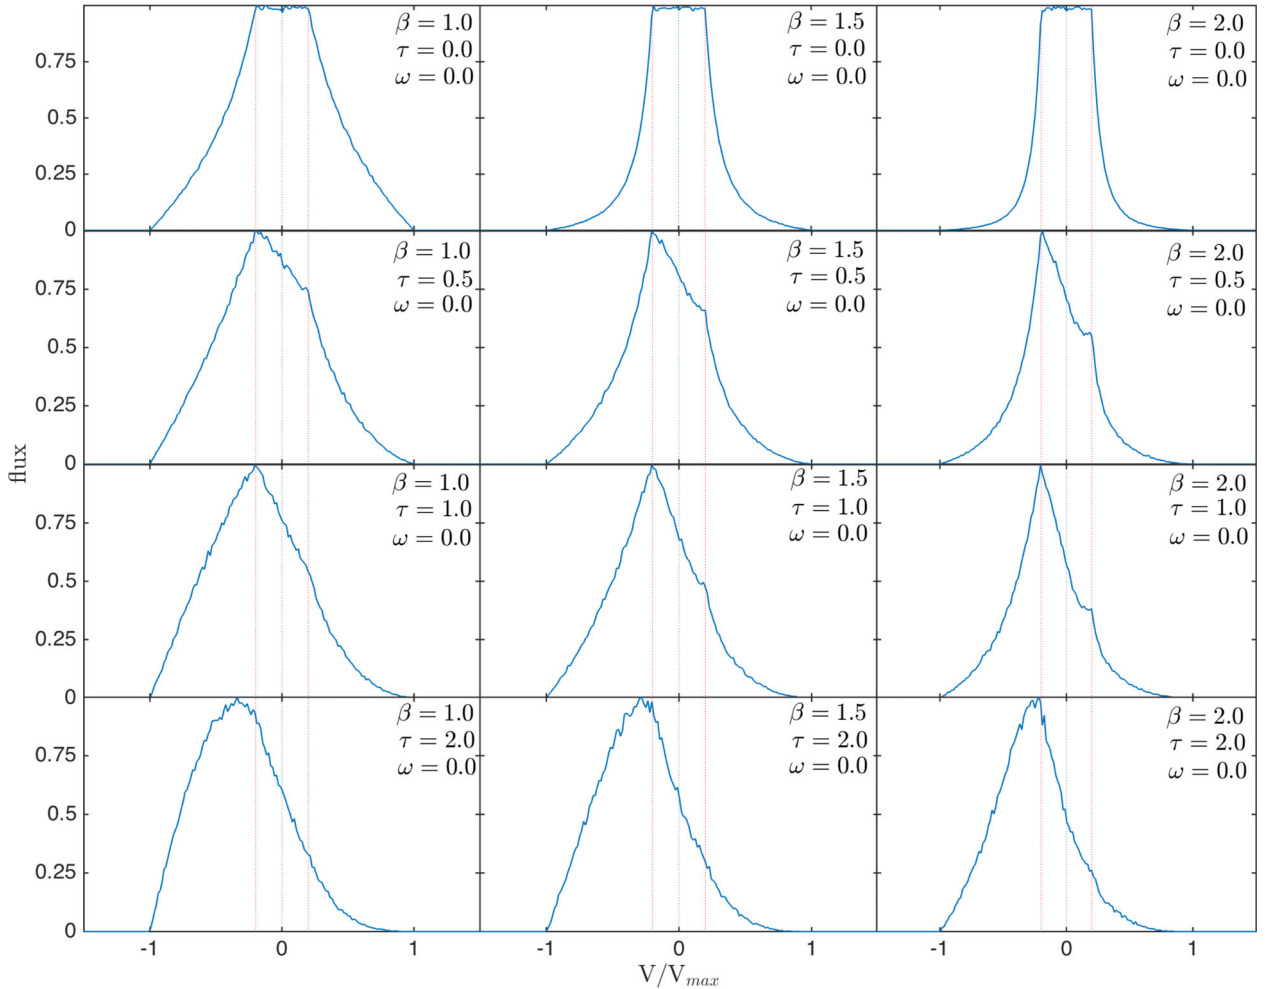 β = 1.0
τ = 0.0
ω = 0.0
β = 1.5
τ = 0.0
ω = 0.0
β = 2.0
τ = 0.0
ω = 0.0
0.75
0.5
0.25
0
β = 1.0
τ = 0.5
ω = 0.0
β = 1.5
τ = 0.5
ω = 0.0
β = 2.0
τ = 0.5
ω = 0.0
0.75
0.5
0.25
0
flux
β = 1.0
τ = 1.0
ω = 0.0
β = 1.5
τ = 1.0
ω = 0.0
β = 2.0
τ = 1.0
ω = 0.0
0.75
0.5
0.25
0
β = 1.0
τ = 2.0
ω = 0.0
β = 1.5
τ = 2.0
ω = 0.0
β = 2.0
τ = 2.0
ω = 0.0
0.75
0.5
0.25
0
-1 0 1 -1 0 1 -1 0 1
V/V_max